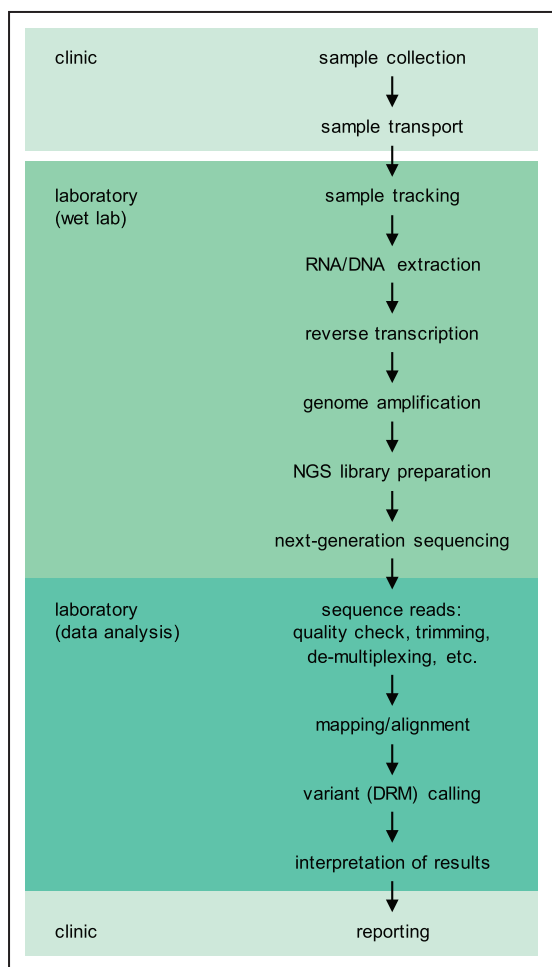 clinic
sample collection
sample transport
laboratory
(wet lab)
sample tracking
RNA/DNA extraction
reverse transcription
genome amplification
NGS library preparation
next-generation sequencing
laboratory
(data analysis)
sequence reads:
quality check, trimming,
de-multiplexing, etc.
mapping/alignment
variant (DRM) calling
interpretation of results
clinic
reporting